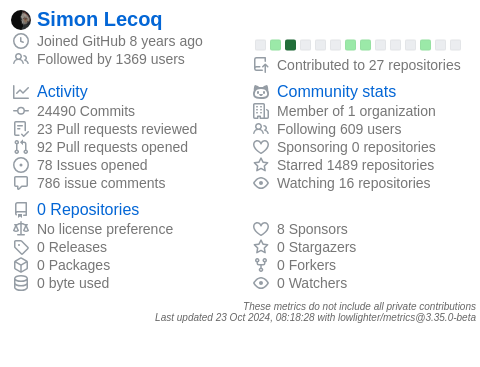 Simon Lecoq
Joined GitHub 8 years ago
Followed by 1369 users
Contributed to 27 repositories
Activity
24490 Commits
23 Pull requests reviewed
92 Pull requests opened
78 Issues opened
786 issue comments
Community stats
Member of 1 organization
Following 609 users
Sponsoring 0 repositories
Starred 1489 repositories
Watching 16 repositories
0 Repositories
No license preference
0 Releases
0 Packages
0 byte used
8 Sponsors
0 Stargazers
0 Forkers
0 Watchers
These metrics do not include all private contributions
Last updated 23 Oct 2024, 08:18:28 with lowlighter/metrics@3.35.0-beta